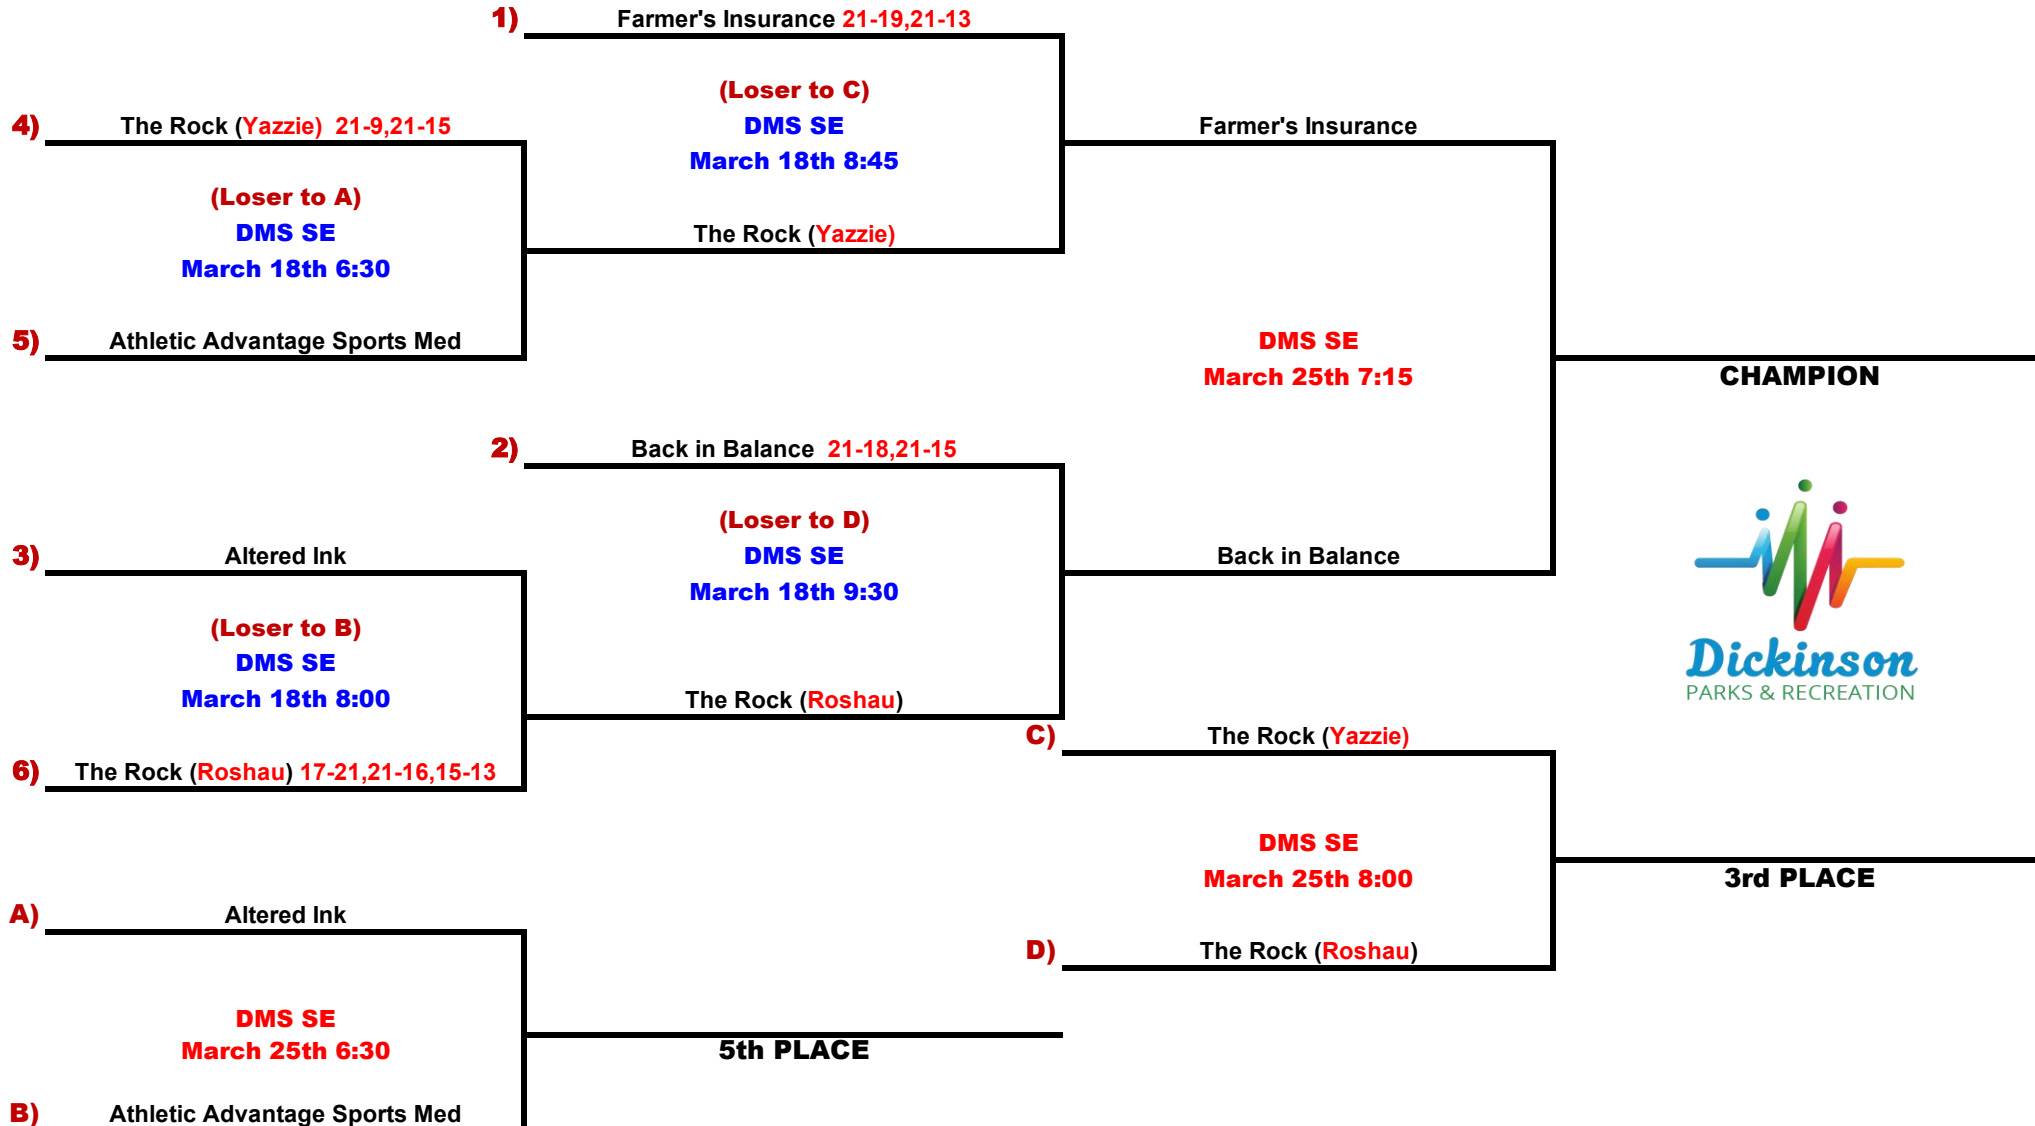 1) Farmer's Insurance 21-19,21-13
(Loser to C)
DMS SE
March 18th 8:45
4) The Rock (Yazzie) 21-9,21-15
Farmer's Insurance
(Loser to A)
DMS SE
March 18th 6:30
The Rock (Yazzie)
5) Athletic Advantage Sports Med
DMS SE
March 25th 7:15
CHAMPION
2) Back in Balance 21-18,21-15
(Loser to D)
DMS SE
March 18th 9:30
3) Altered Ink
Back in Balance
(Loser to B)
DMS SE
March 18th 8:00
The Rock (Roshau)
Dickinson
PARKS & RECREATION
6) The Rock (Roshau) 17-21,21-16,15-13
C) The Rock (Yazzie)
DMS SE
March 25th 8:00
3rd PLACE
A) Altered Ink
D) The Rock (Roshau)
DMS SE
March 25th 6:30
5th PLACE
B) Athletic Advantage Sports Med